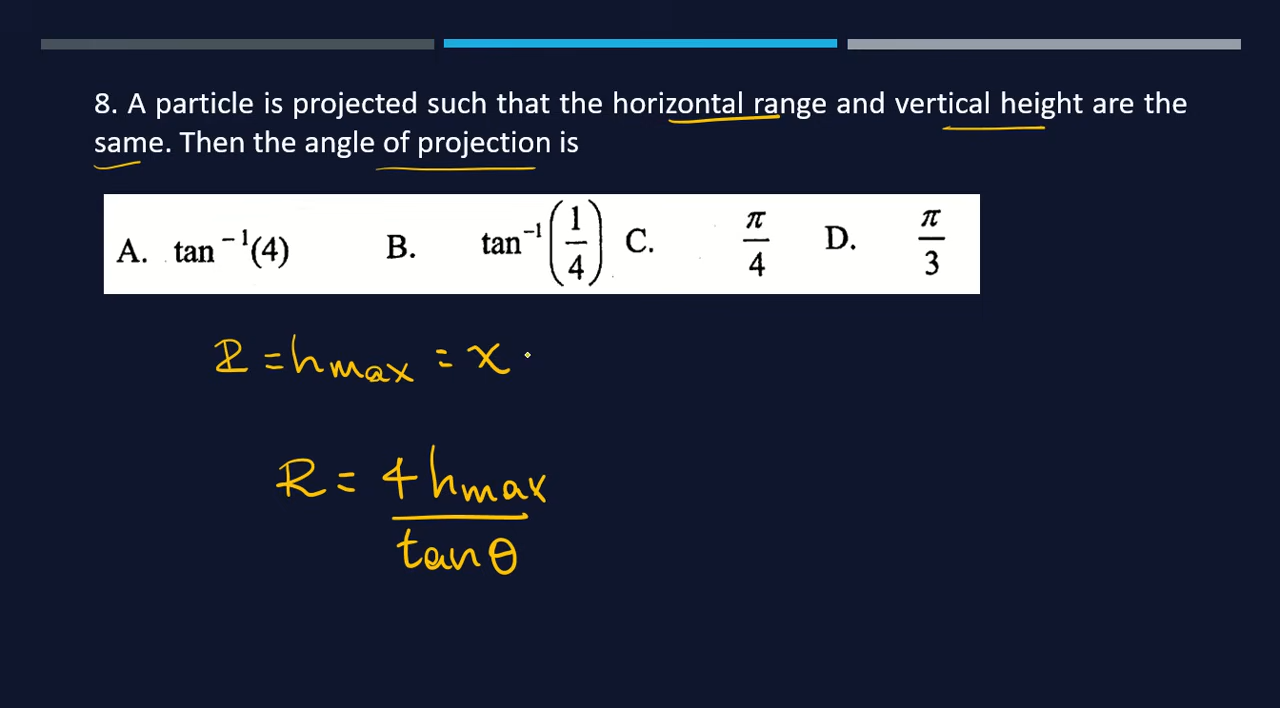 8. A particle is projected such that the horizontal range and vertical height are the
same. Then the angle of projection is
A. tan⁻¹(4) B. tan⁻¹(1/4) C. π/4 D. π/3
R = hmax = x
R = 4hmax / tanθ